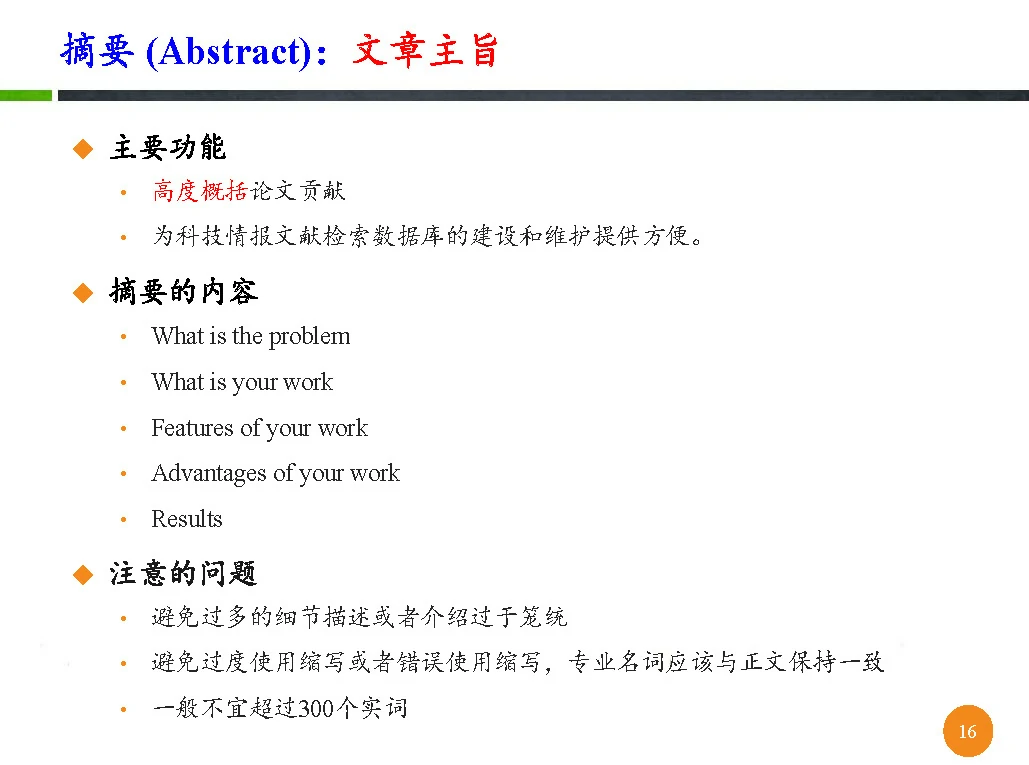 摘要 (Abstract)：文章主旨
主要功能
高度概括论文贡献
为科技情报文献检索数据库的建设和维护提供方便。
摘要的内容
What is the problem
What is your work
Features of your work
Advantages of your work
Results
注意的问题
避免过多的细节描述或者介绍过于笼统
避免过度使用缩写或者错误使用缩写，专业名词应该与正文保持一致
一般不宜超过300个实词
16